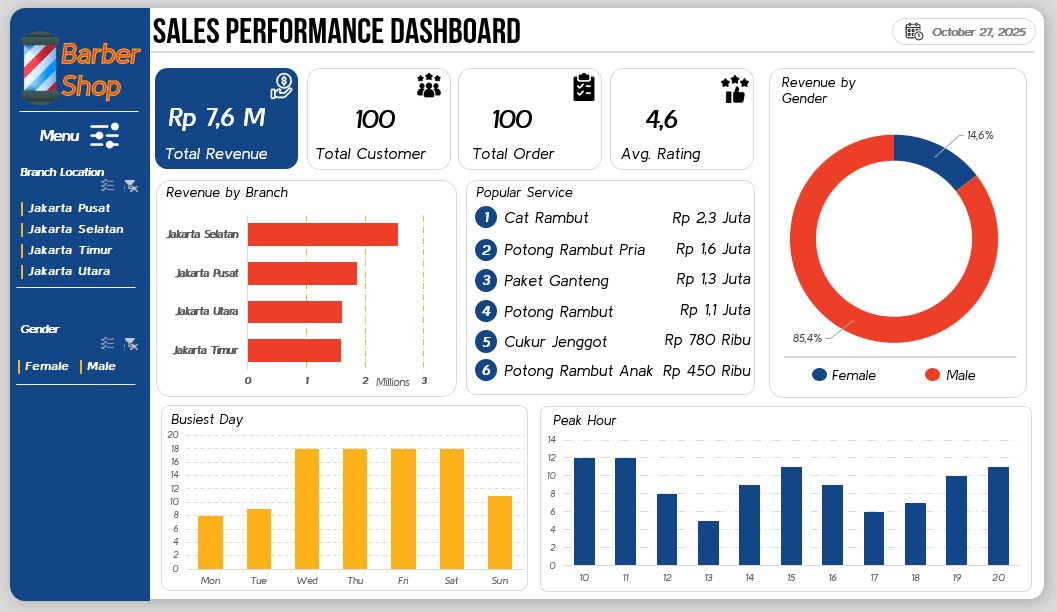 SALES PERFORMANCE DASHBOARD
October 27, 2025
Barber
Shop
Menu
Branch Location
Jakarta Pusat
Jakarta Selatan
Jakarta Timur
Jakarta Utara
Gender
Female
Male
Rp 7,6 M
Total Revenue
100
Total Customer
100
Total Order
4,6
Avg. Rating
Revenue by Branch
Jakarta Selatan
Jakarta Pusat
Jakarta Utara
Jakarta Timur
0 1 2 Millions 3
Popular Service
1 Cat Rambut Rp 2,3 Juta
2 Potong Rambut Pria Rp 1,6 Juta
3 Paket Ganteng Rp 1,3 Juta
4 Potong Rambut Rp 1,1 Juta
5 Cukur Jenggot Rp 780 Ribu
6 Potong Rambut Anak Rp 450 Ribu
Revenue by
Gender
14,6%
85,4%
Female Male
Busiest Day
20
18
16
14
12
10
8
6
4
2
0
Mon Tue Wed Thu Fri Sat Sun
Peak Hour
14
12
10
8
6
4
2
0
10 11 12 13 14 15 16 17 18 19 20